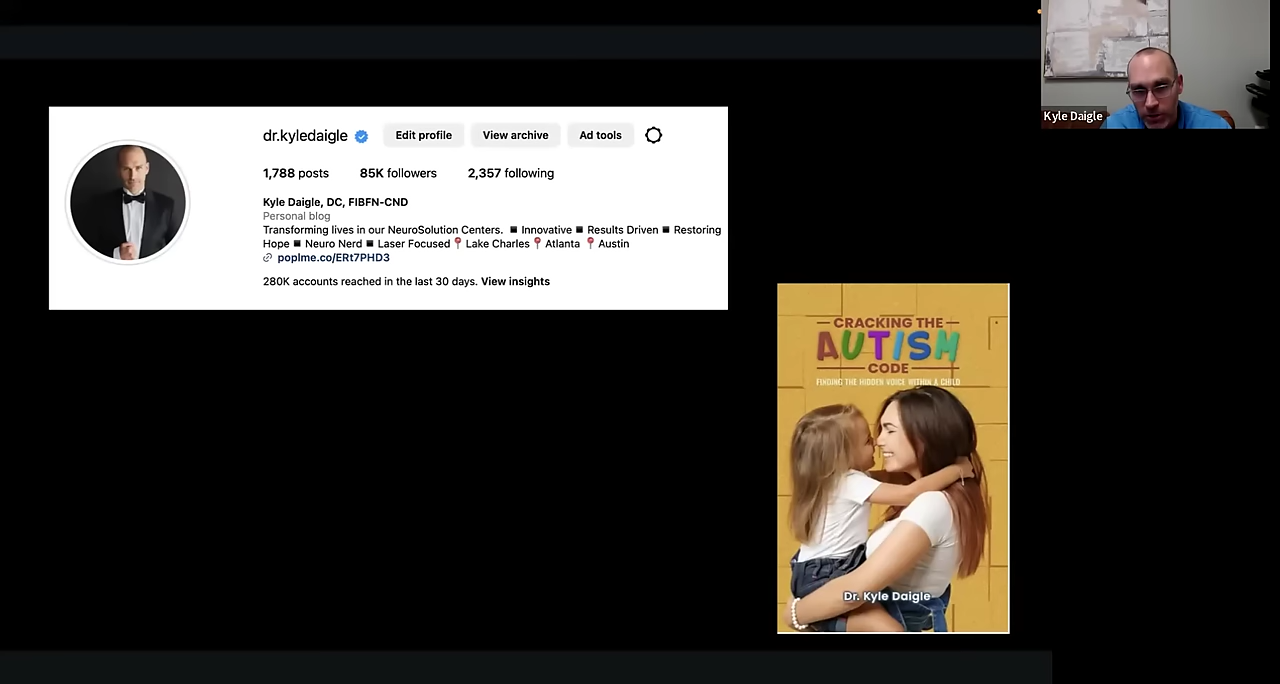 dr.kyledaigle Edit profile View archive Ad tools
1,788 posts 85K followers 2,357 following
Kyle Daigle, DC, FIBFN-CND
Personal blog
Transforming lives in our NeuroSolution Centers. ◾ Innovative ◾ Results Driven ◾ Restoring
Hope ◾ Neuro Nerd ◾ Laser Focused📍Lake Charles📍Atlanta 📍Austin
poplme.co/ERt7PHD3
280K accounts reached in the last 30 days. View insights
Kyle Daigle
CRACKING THE
AUTISM
CODE
FINDING THE HIDDEN VOICE WITHIN A CHILD
Dr. Kyle Daigle